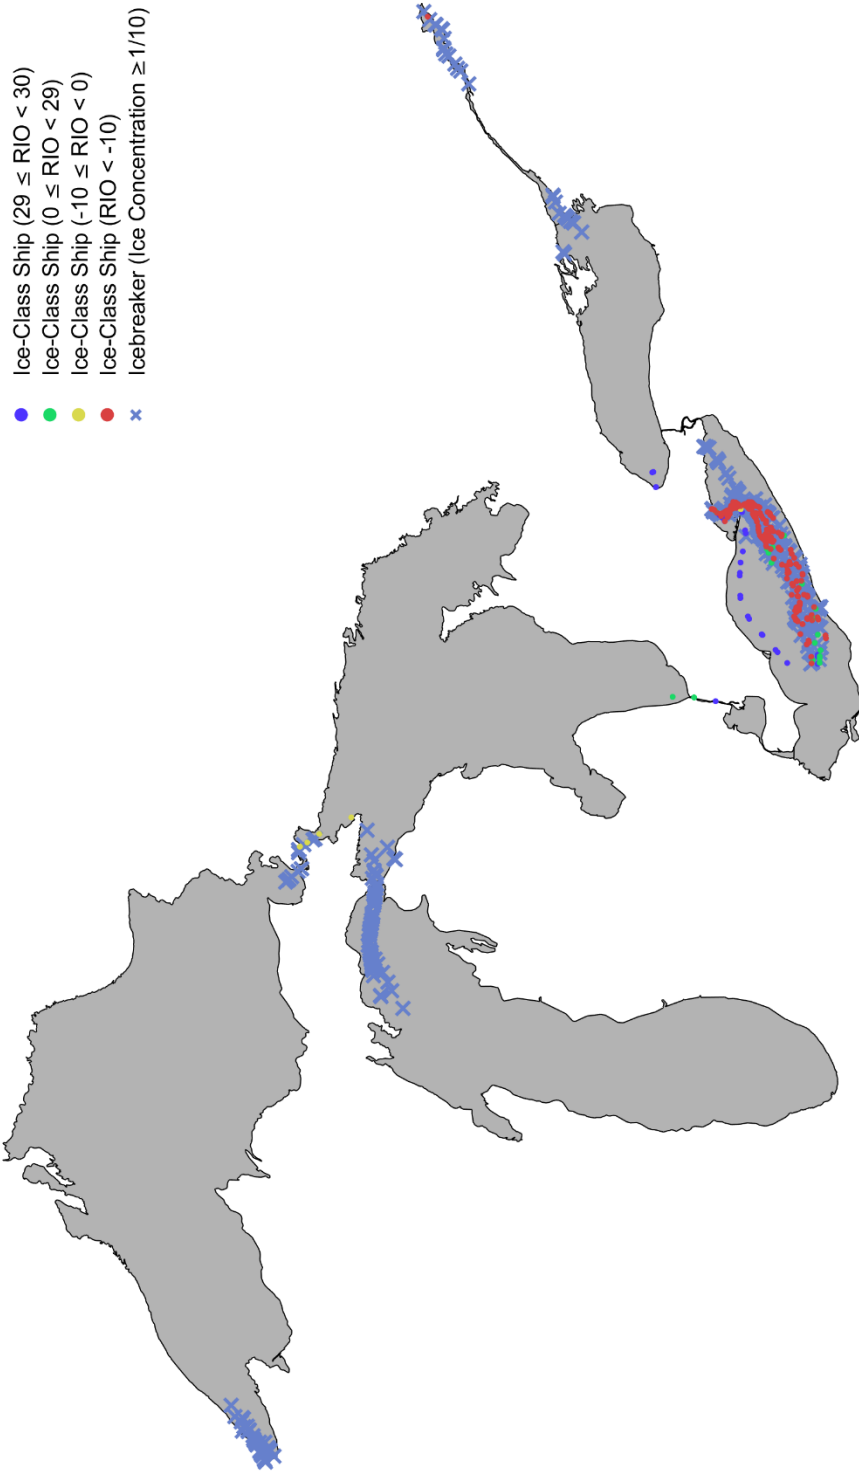 Ice-Class Ship (29 ≤ RIO < 30)
Ice-Class Ship (0 ≤ RIO < 29)
Ice-Class Ship (-10 ≤ RIO < 0)
Ice-Class Ship (RIO < -10)
Icebreaker (Ice Concentration ≥ 1/10)